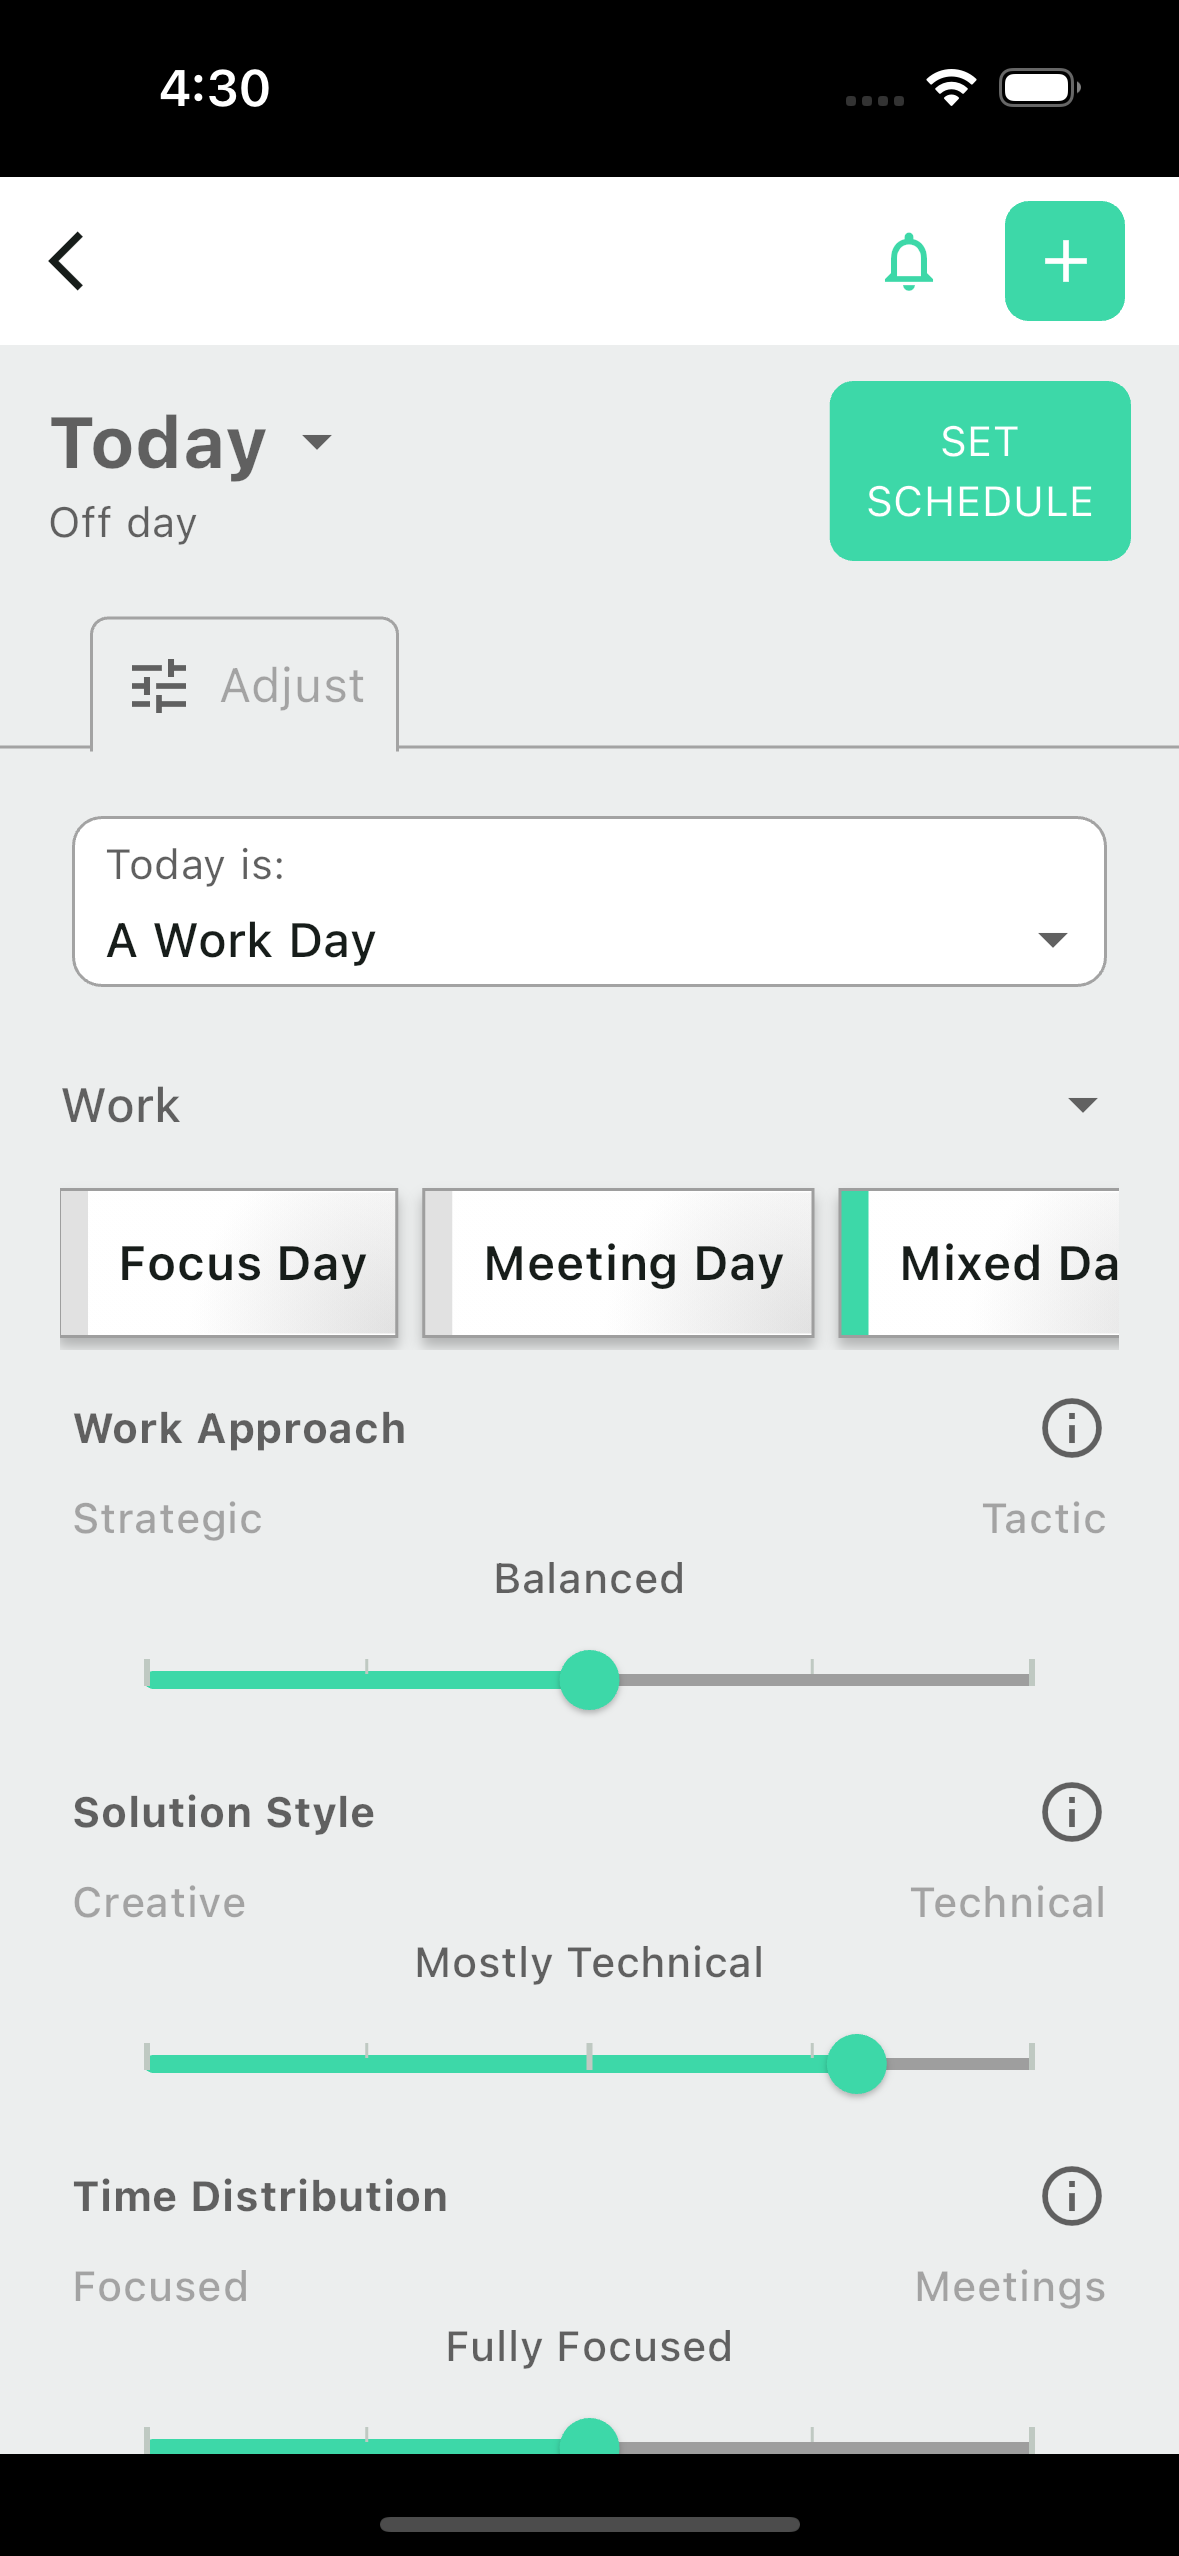 4:30
Today
Off day
SET
SCHEDULE
Adjust
Today is:
A Work Day
Work
Focus Day
Meeting Day
Mixed Da
Work Approach
Strategic
Tactic
Balanced
Solution Style
Creative
Technical
Mostly Technical
Time Distribution
Focused
Meetings
Fully Focused